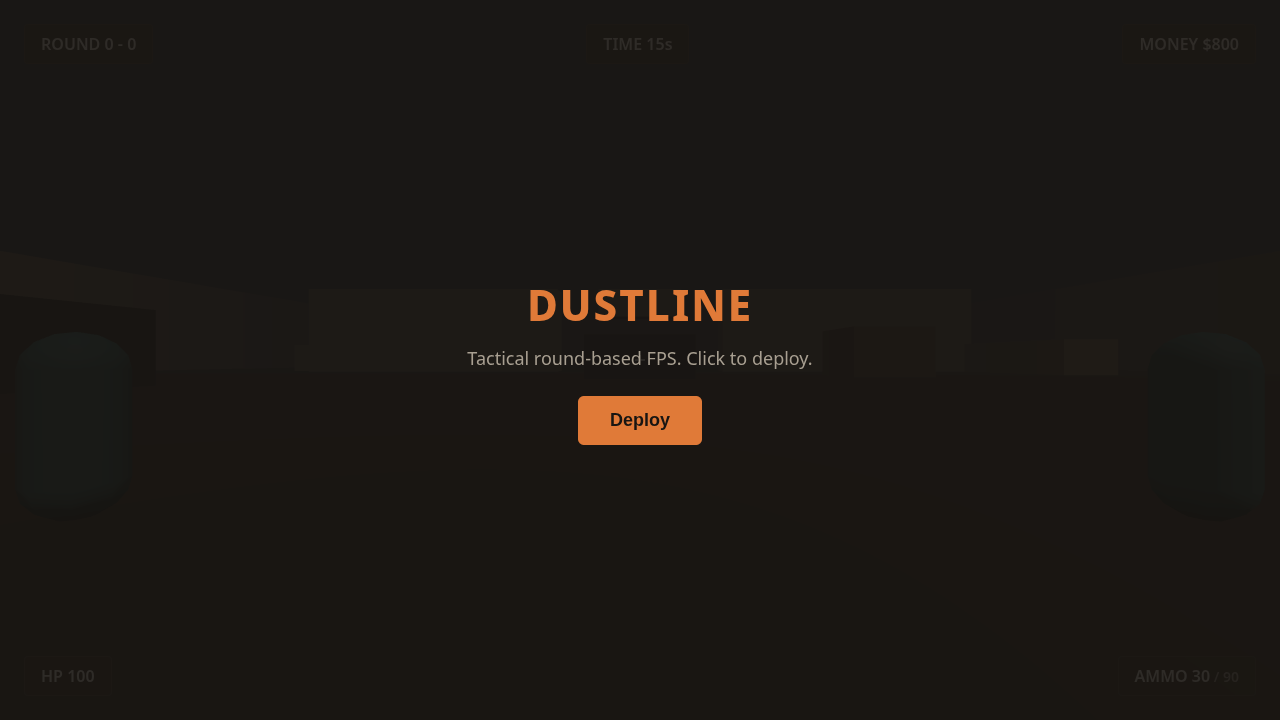 ROUND 0 - 0
TIME 15s
MONEY $800
DUSTLINE
Tactical round-based FPS. Click to deploy.
Deploy
HP 100
AMMO 30 / 90